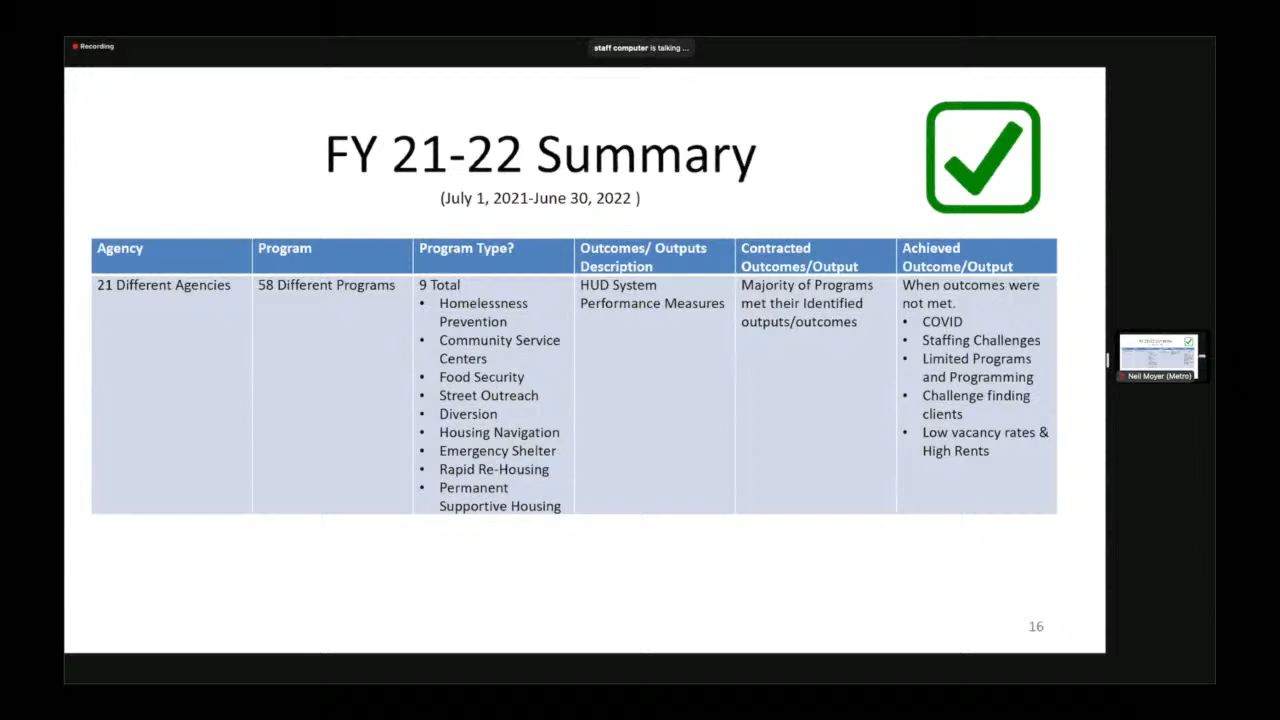 Recording
staff computer is talking ...
FY 21-22 Summary
(July 1, 2021-June 30, 2022 )
Agency
Program
Program Type?
Outcomes/ Outputs
Description
Contracted
Outcomes/Output
Achieved
Outcome/Output
21 Different Agencies
58 Different Programs
9 Total
• Homelessness
Prevention
• Community Service
Centers
• Food Security
• Street Outreach
• Diversion
• Housing Navigation
• Emergency Shelter
• Rapid Re-Housing
• Permanent
Supportive Housing
HUD System
Performance Measures
Majority of Programs
met their Identified
outputs/outcomes
When outcomes were
not met.
• COVID
• Staffing Challenges
• Limited Programs
and Programming
• Challenge finding
clients
• Low vacancy rates &
High Rents
16
Neil Moyer (Metro)